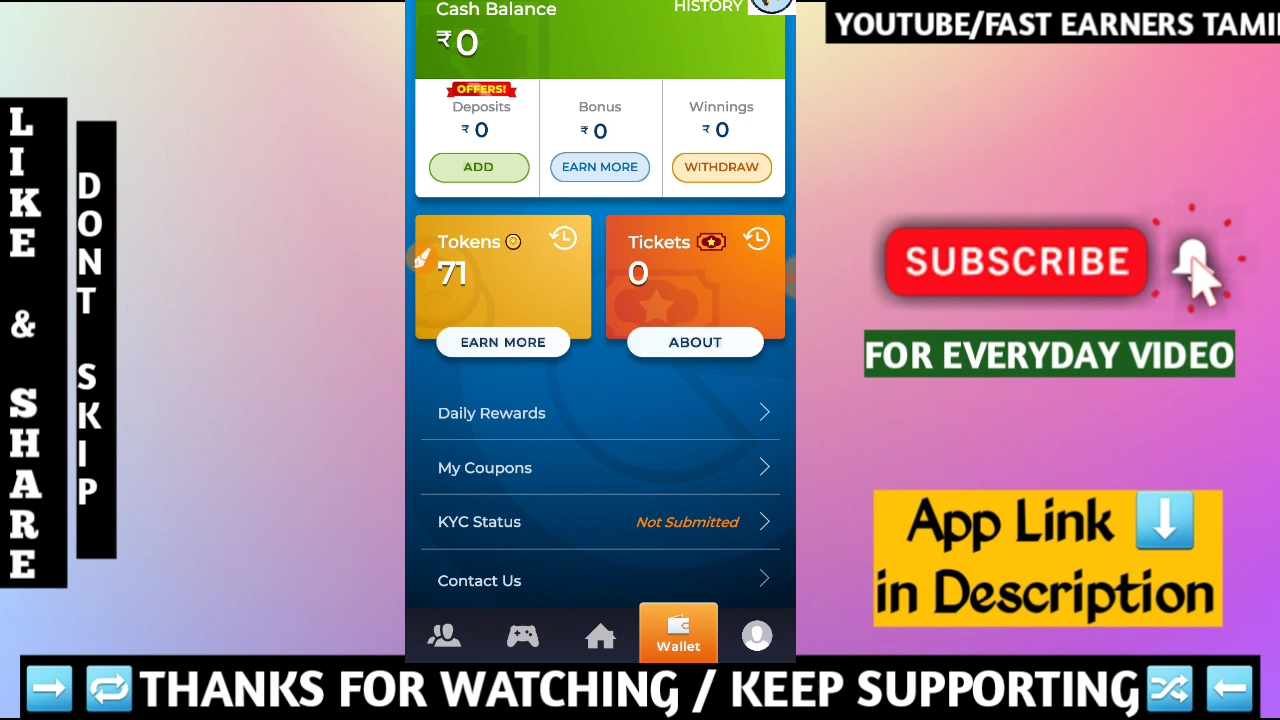 LIKE & SHARE
DONT SKIP
Cash Balance
HISTORY
₹0
OFFERS!
Deposits
₹ 0
ADD
Bonus
₹ 0
EARN MORE
Winnings
₹ 0
WITHDRAW
Tokens
71
EARN MORE
Tickets
0
ABOUT
Daily Rewards
My Coupons
KYC Status Not Submitted
Contact Us
Wallet
YOUTUBE/FAST EARNERS TAMI
SUBSCRIBE
FOR EVERYDAY VIDEO
App Link ⬇️
in Description
➡️ 🔁 THANKS FOR WATCHING / KEEP SUPPORTING 🔀 ⬅️